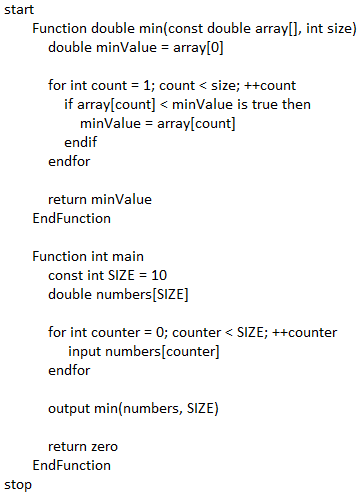 start
Function double min(const double array[], int size)
double minValue = array[0]
for int count = 1; count < size; ++count
if array[count] < minValue is true then
minValue = array[count]
endif
endfor
return minValue
EndFunction
Function int main
const int SIZE = 10
double numbers[SIZE]
for int counter = 0; counter < SIZE; ++counter
input numbers[counter]
endfor
output min(numbers, SIZE)
return zero
EndFunction
stop